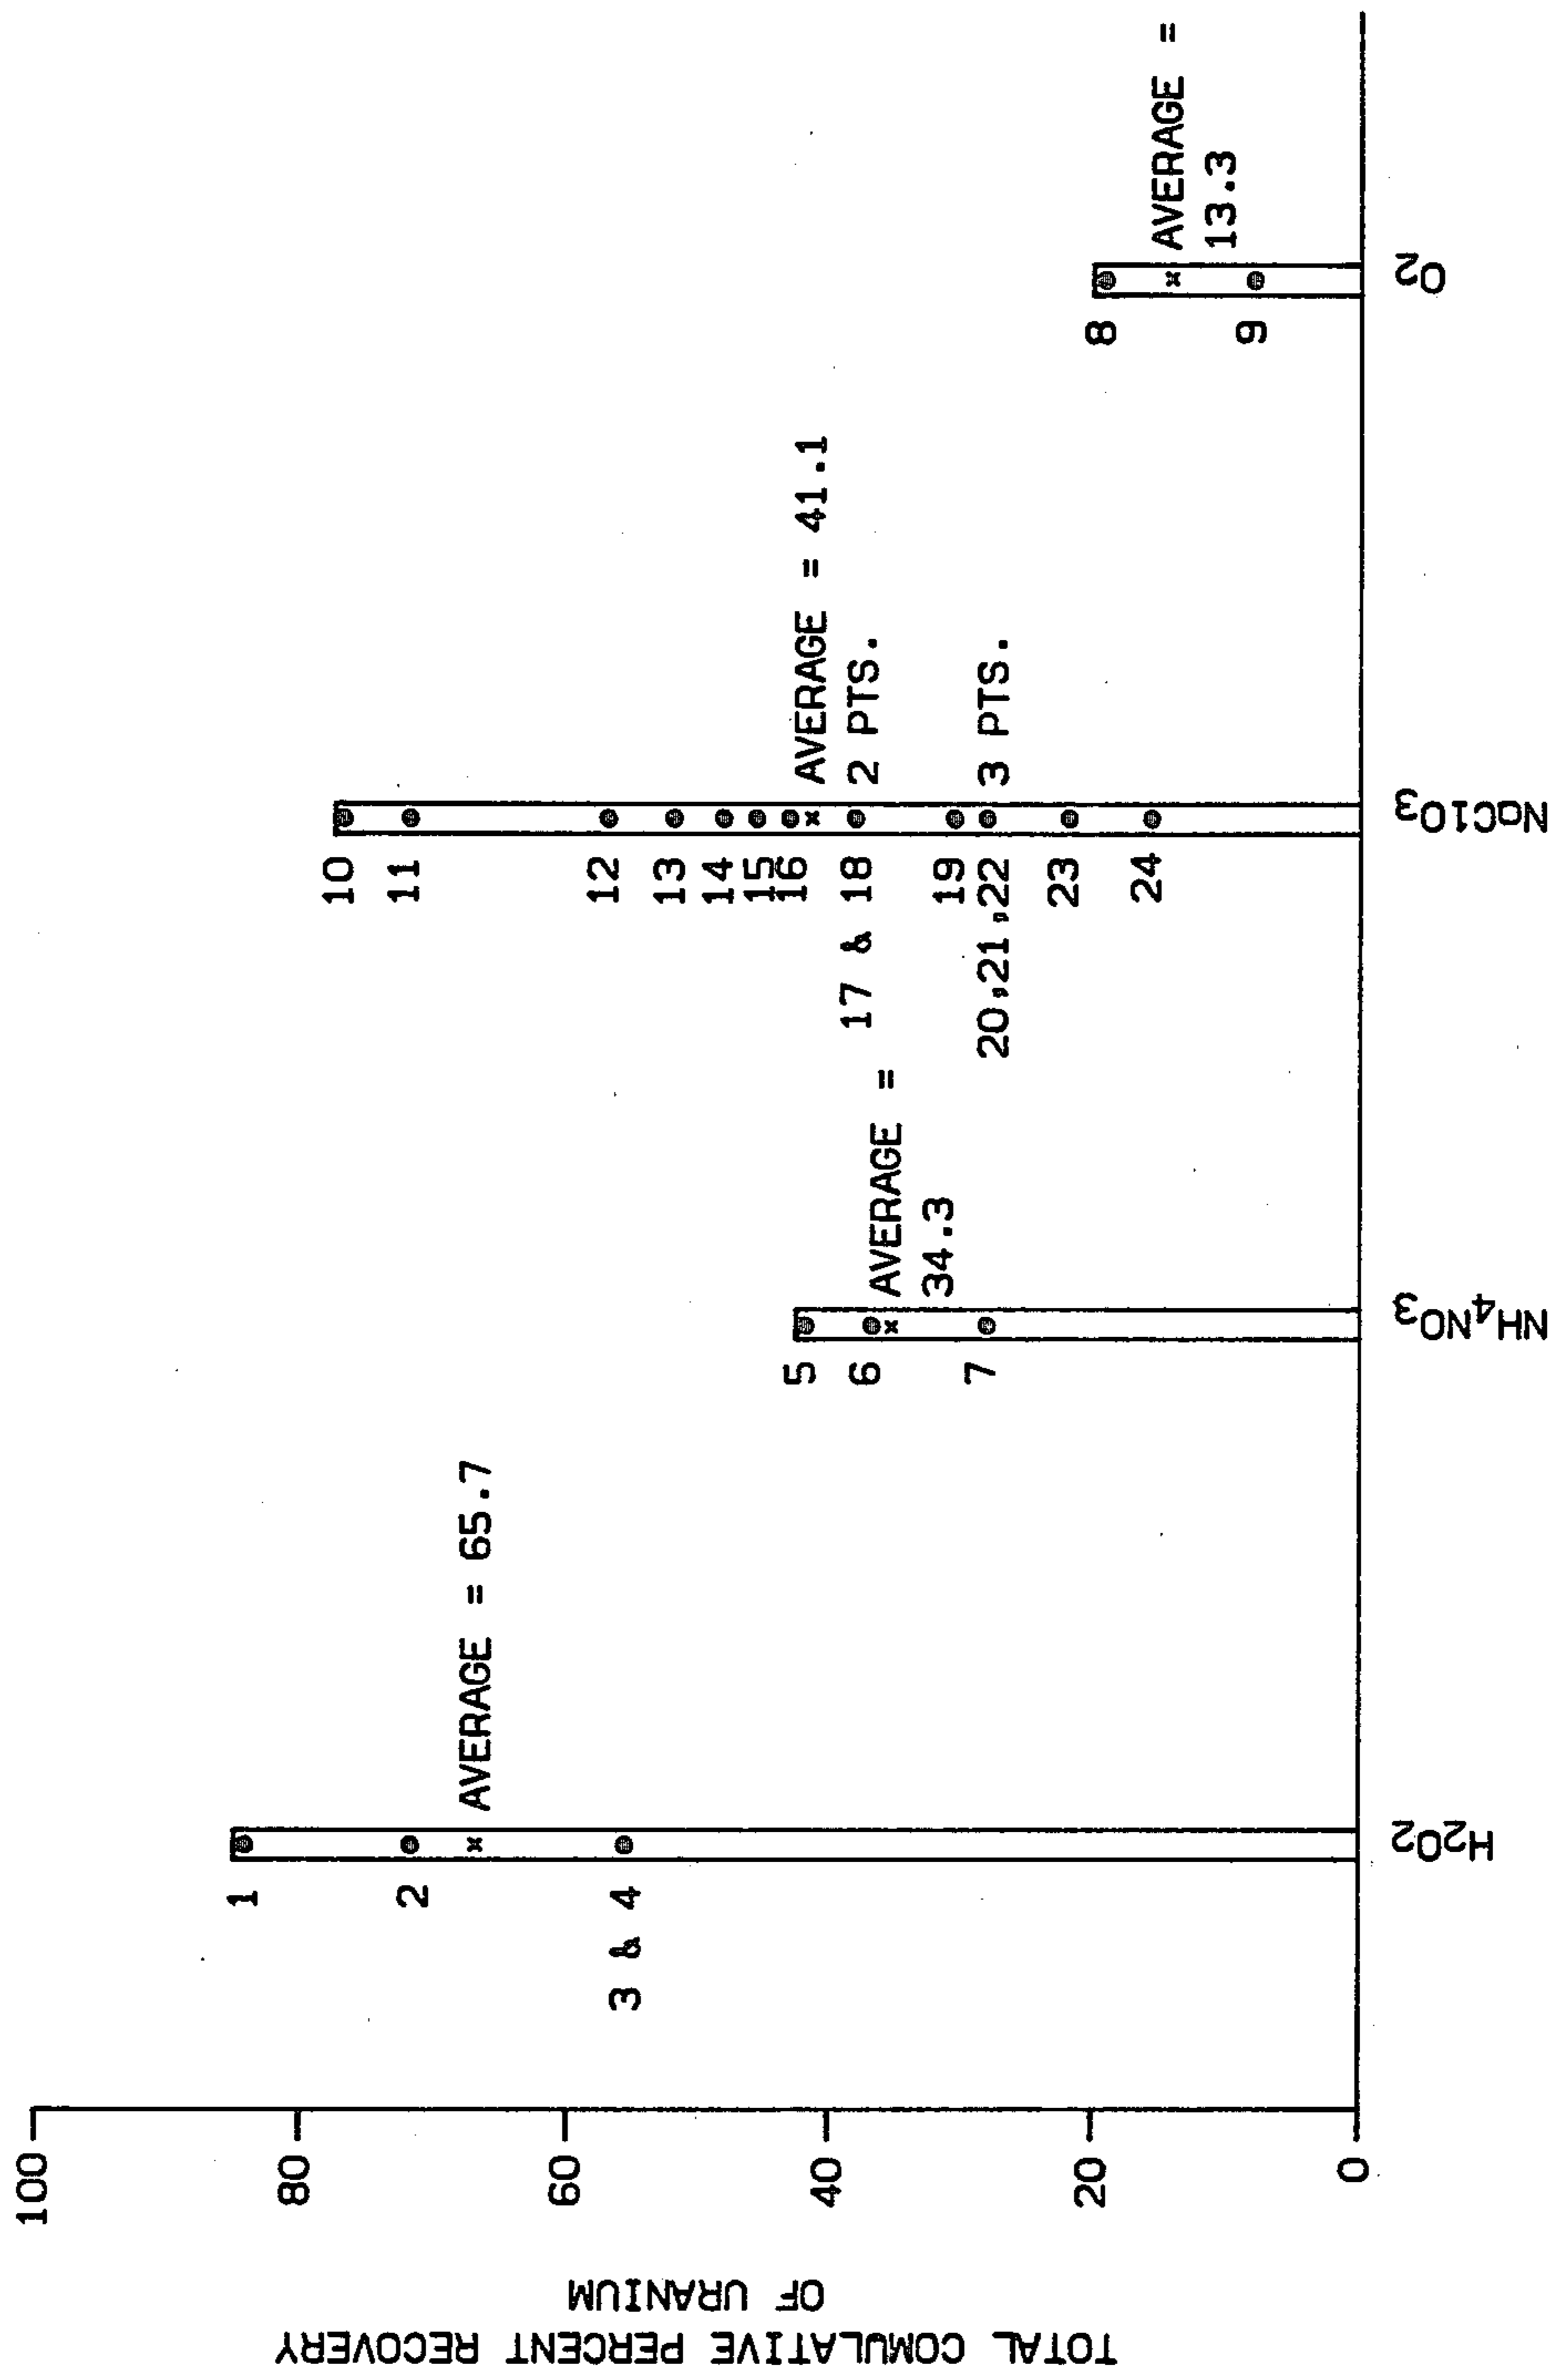 TOTAL COMULATIVE PERCENT RECOVERY
OF URANIUM
100
80
60
40
20
0
1
2
3 & 4
AVERAGE = 65.7
H2O2
5
6
7
AVERAGE =
34.3
NH4NO3
10
11
12
13
14
15
16
17 & 18
19
20,21,22
23
24
AVERAGE = 41.1
2 PTS.
3 PTS.
NaClO3
8
9
AVERAGE =
13.3
O2